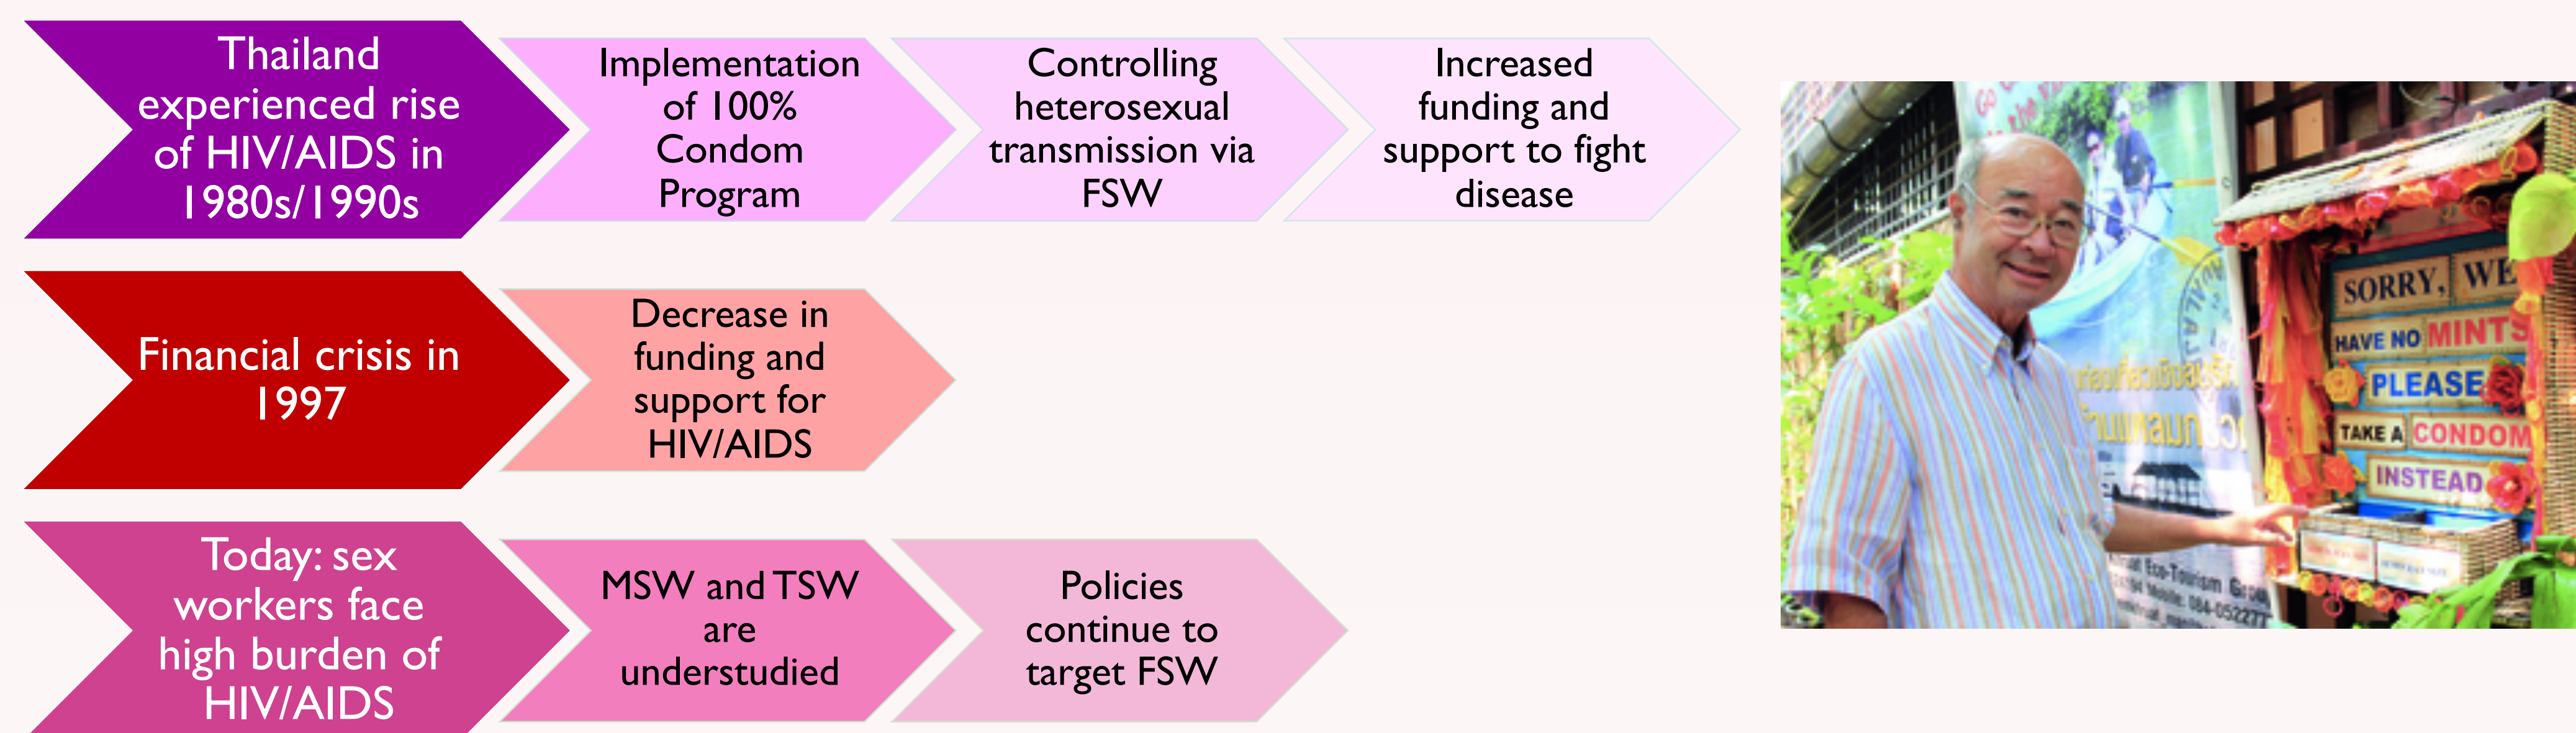 Thailand
experienced rise
of HIV/AIDS in
1980s/1990s
Implementation
of 100%
Condom
Program
Controlling
heterosexual
transmission via
FSW
Increased
funding and
support to fight
disease
Financial crisis in
1997
Decrease in
funding and
support for
HIV/AIDS
Today: sex
workers face
high burden of
HIV/AIDS
MSW and TSW
are
understudied
Policies
continue to
target FSW
SORRY, WE
HAVE NO MINTS
PLEASE
TAKE A CONDOM
INSTEAD
Eco-Tourism